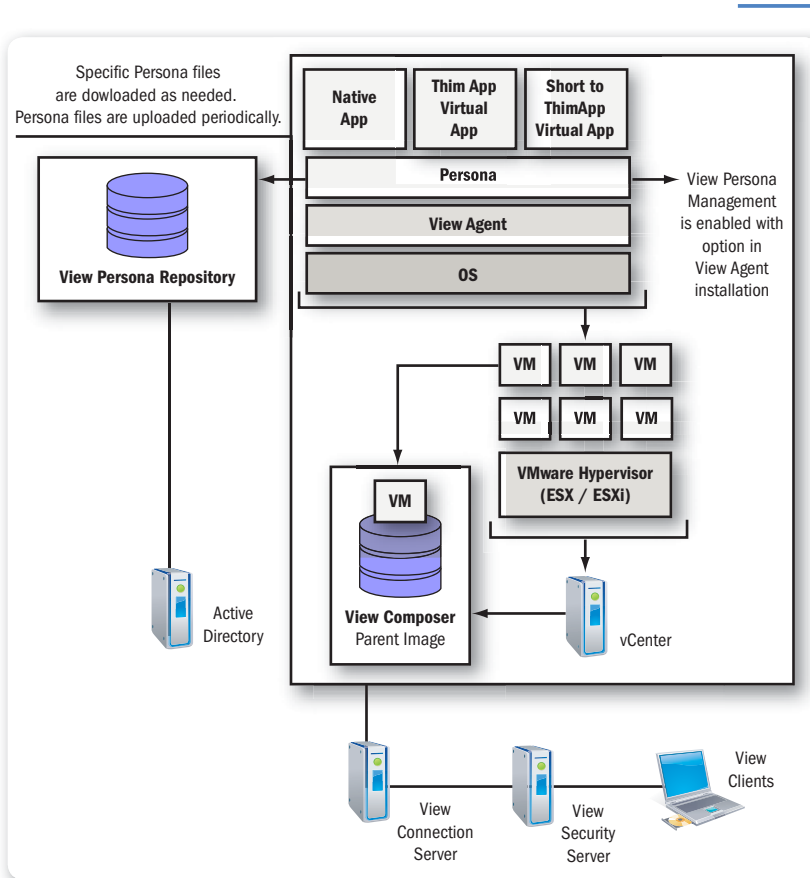 Specific Persona files
are dowloaded as needed.
Persona files are uploaded periodically.
Native
App
Thim App
Virtual
App
Short to
ThimApp
Virtual App
Persona
View Agent
OS
View Persona
Management
is enabled with
option in
View Agent
installation
View Persona Repository
VM
VM
VM
VM
VM
VM
VMware Hypervisor
(ESX / ESXi)
VM
View Composer
Parent Image
vCenter
Active
Directory
View
Connection
Server
View
Security
Server
View
Clients